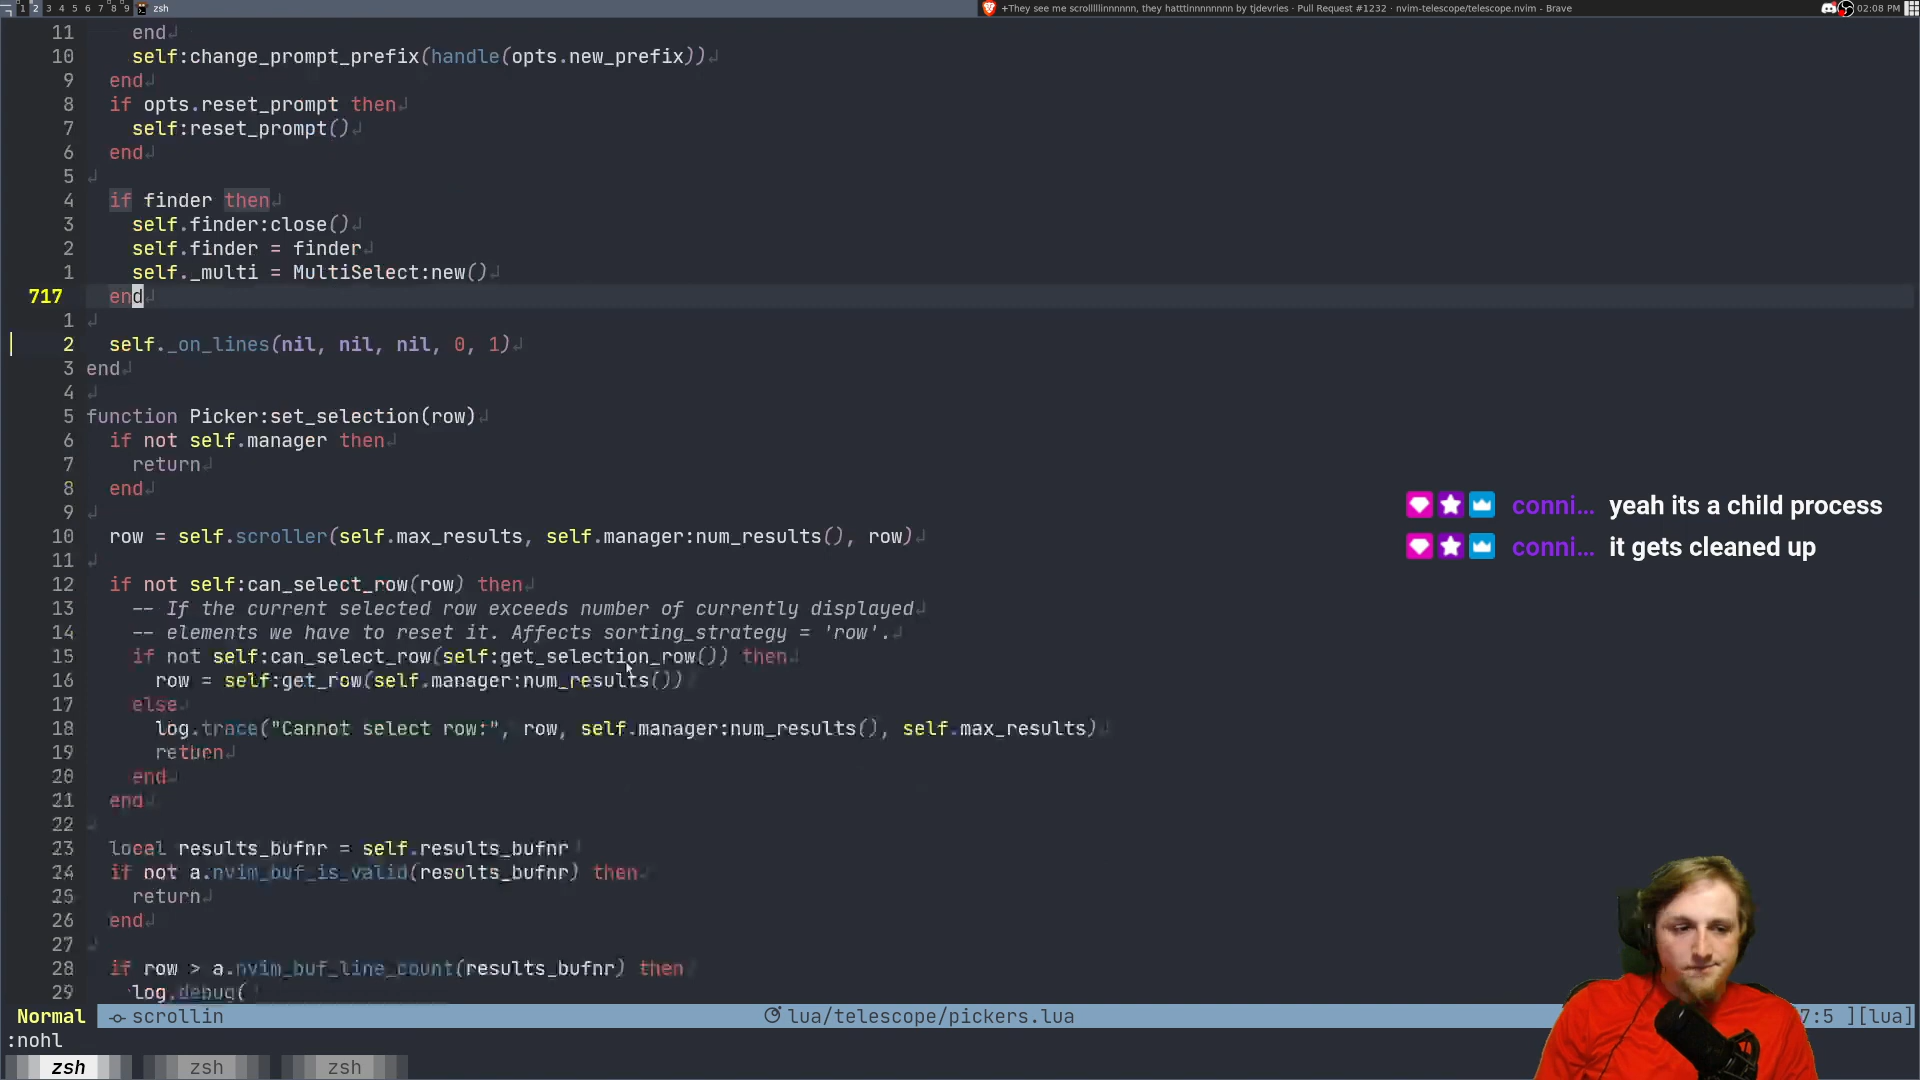 1 2 3 4 5 6 7 8 9 zsh
+They see me scrolllllinnnnnn, they hatttinnnnnnnn by tjdevries · Pull Request #1232 · nvim-telescope/telescope.nvim - Brave
02:08 PM
11 end
10 self:change_prompt_prefix(handle(opts.new_prefix))
9 end
8 if opts.reset_prompt then
7 self:reset_prompt()
6 end
5
4 if finder then
3 self.finder:close()
2 self.finder = finder
1 self._multi = MultiSelect:new()
717 end
1
2 self._on_lines(nil, nil, nil, 0, 1)
3 end
4
5 function Picker:set_selection(row)
6 if not self.manager then
7 return
8 end
9
10 row = self.scroller(self.max_results, self.manager:num_results(), row)
11
12 if not self:can_select_row(row) then
13 -- If the current selected row exceeds number of currently displayed
14 -- elements we have to reset it. Affects sorting_strategy = 'row'.
15 if not self:can_select_row(self:get_selection_row()) then
16 row = self:get_row(self.manager:num_results())
17 else
18 log.trace("Cannot select row:", row, self.manager:num_results(), self.max_results)
19 return
20 end
21 end
22
23 local results_bufnr = self.results_bufnr
24 if not a.nvim_buf_is_valid(results_bufnr) then
25 return
26 end
27
28 if row > a.nvim_buf_line_count(results_bufnr) then
29 log.debug(
conni... yeah its a child process
conni... it gets cleaned up
Normal scrollin lua/telescope/pickers.lua 7:5 ][lua]
:nohl
zsh zsh zsh